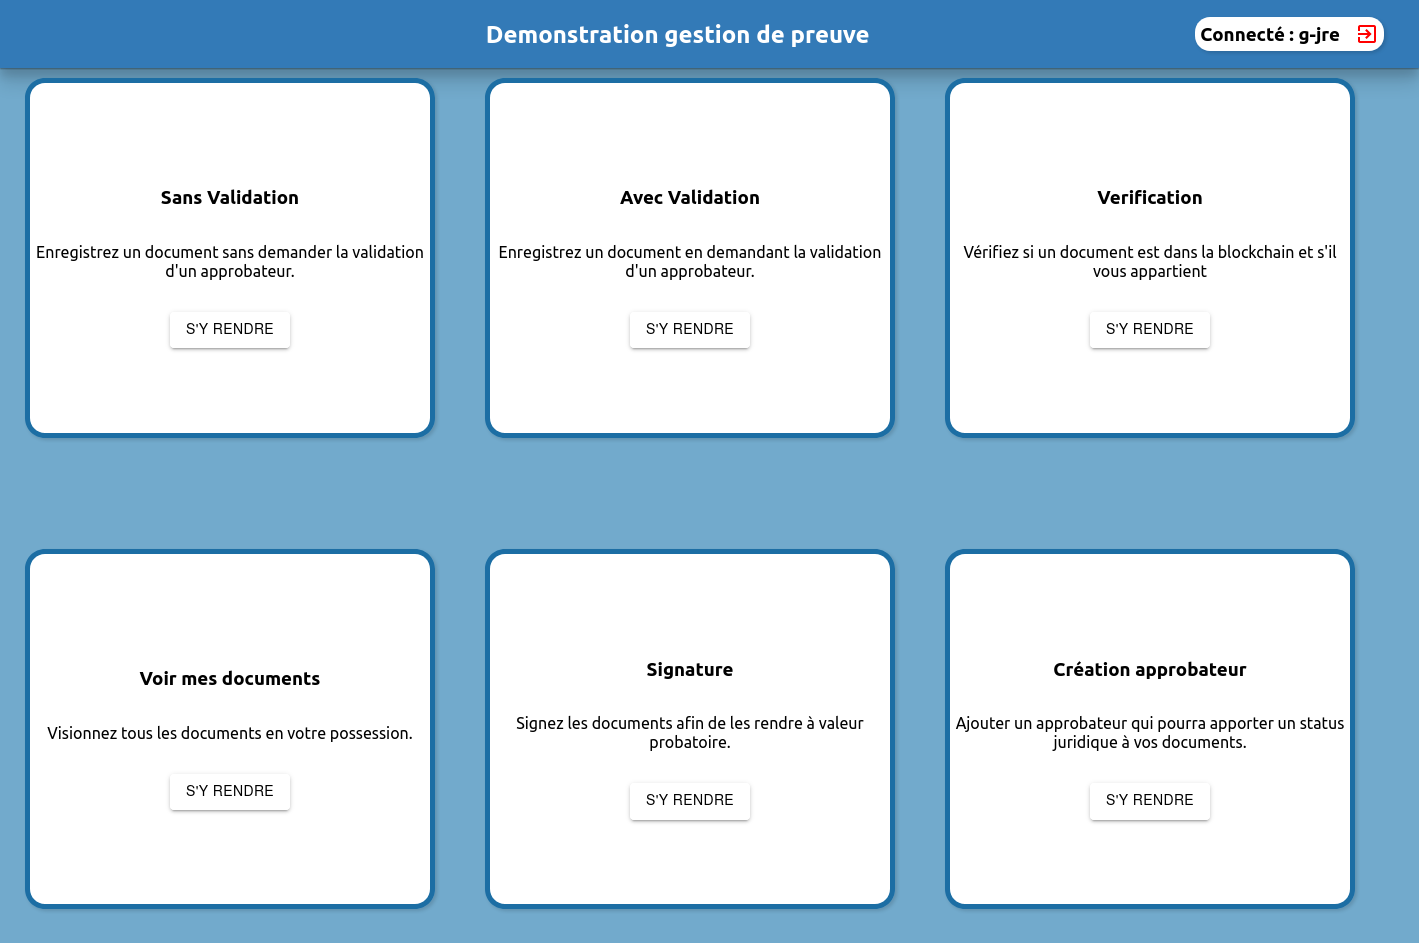 Demonstration gestion de preuve
Connecté : g-jre
Sans Validation
Enregistrez un document sans demander la validation
d'un approbateur.
S'Y RENDRE
Avec Validation
Enregistrez un document en demandant la validation
d'un approbateur.
S'Y RENDRE
Verification
Vérifiez si un document est dans la blockchain et s'il
vous appartient
S'Y RENDRE
Voir mes documents
Visionnez tous les documents en votre possession.
S'Y RENDRE
Signature
Signez les documents afin de les rendre à valeur
probatoire.
S'Y RENDRE
Création approbateur
Ajouter un approbateur qui pourra apporter un status
juridique à vos documents.
S'Y RENDRE